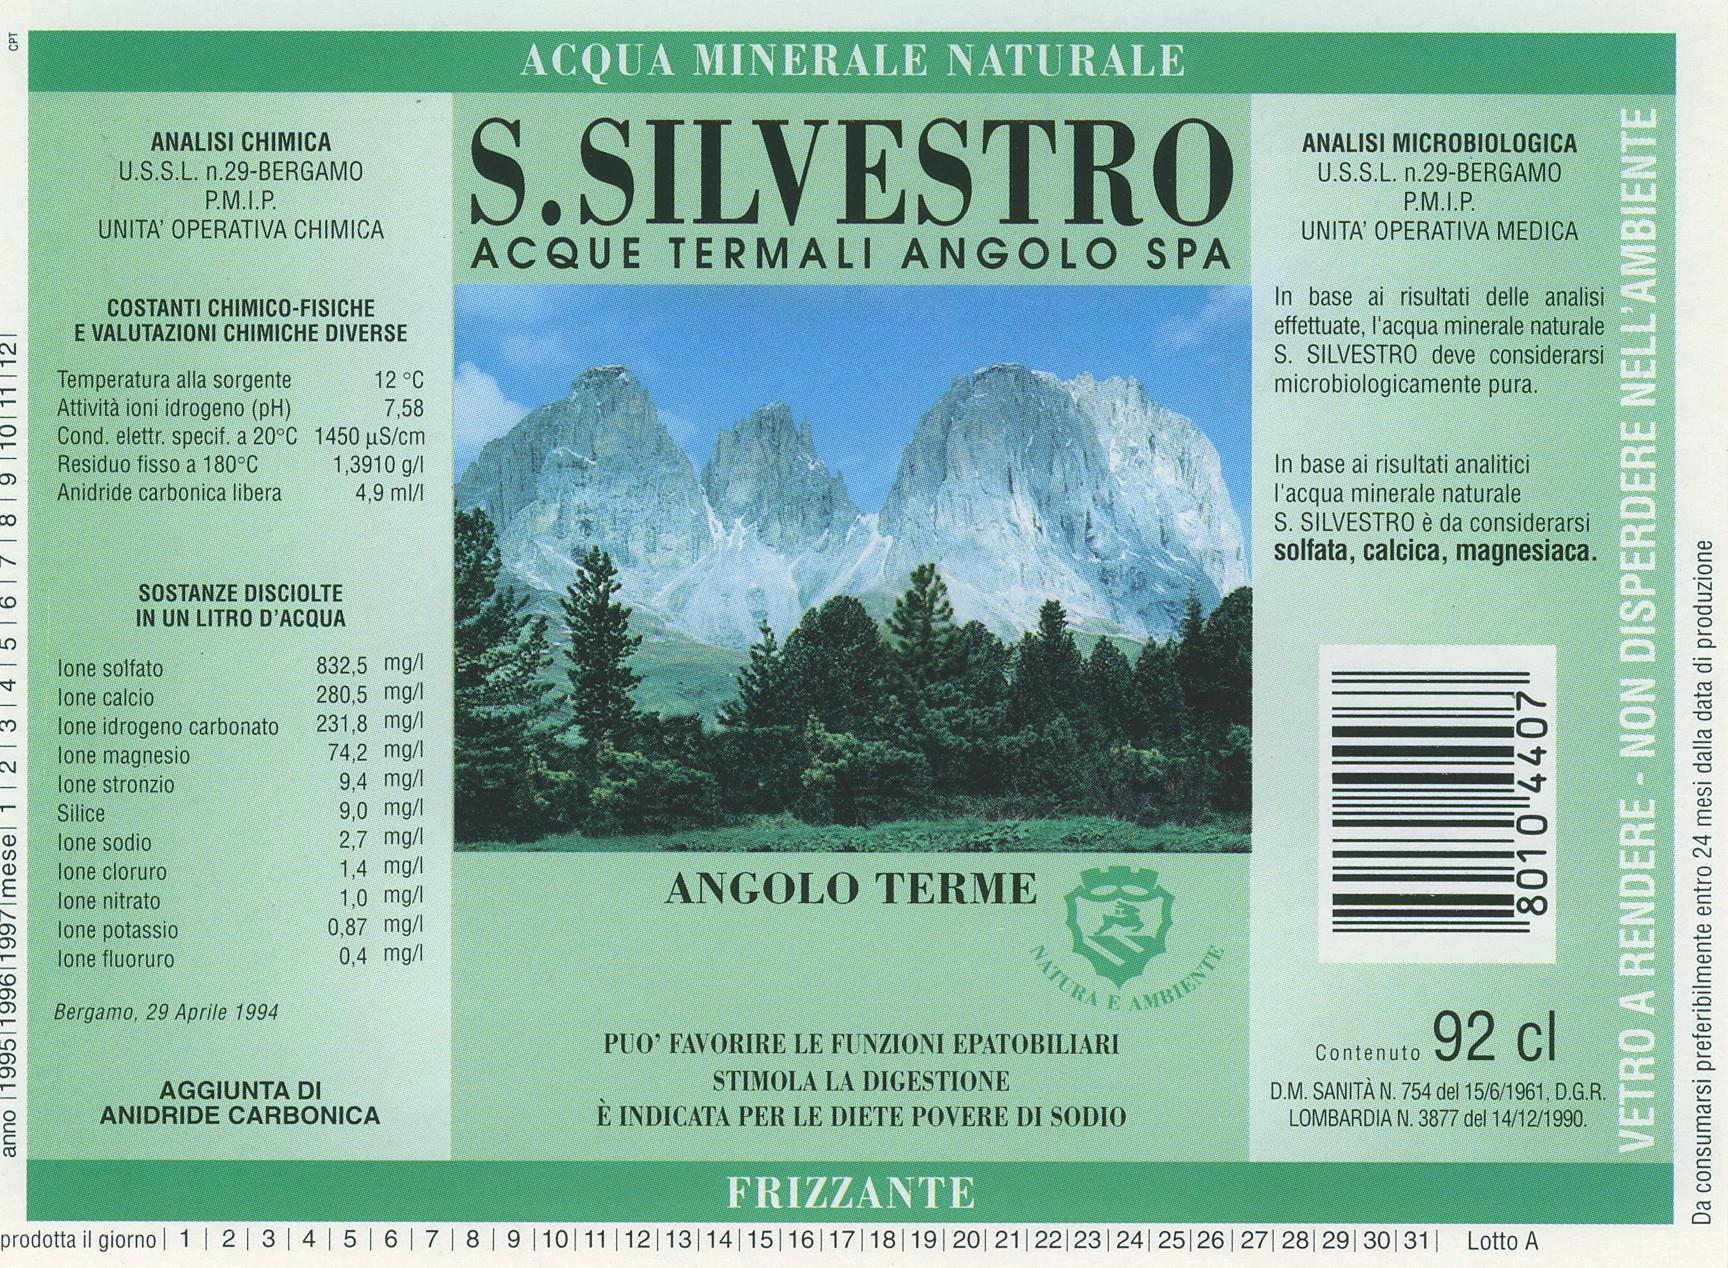 CPT
ACQUA MINERALE NATURALE
ANALISI CHIMICA
U.S.S.L. n.29-BERGAMO
P.M.I.P.
UNITA' OPERATIVA CHIMICA
COSTANTI CHIMICO-FISICHE
E VALUTAZIONI CHIMICHE DIVERSE
Temperatura alla sorgente 12 °C
Attività ioni idrogeno (pH) 7,58
Cond. elettr. specif. a 20°C 1450 µS/cm
Residuo fisso a 180°C 1,3910 g/l
Anidride carbonica libera 4,9 ml/l
SOSTANZE DISCIOLTE
IN UN LITRO D'ACQUA
Ione solfato 832,5 mg/l
Ione calcio 280,5 mg/l
Ione idrogeno carbonato 231,8 mg/l
Ione magnesio 74,2 mg/l
Ione stronzio 9,4 mg/l
Silice 9,0 mg/l
Ione sodio 2,7 mg/l
Ione cloruro 1,4 mg/l
Ione nitrato 1,0 mg/l
Ione potassio 0,87 mg/l
Ione fluoruro 0,4 mg/l
Bergamo, 29 Aprile 1994
AGGIUNTA DI
ANIDRIDE CARBONICA
S.SILVESTRO
ACQUE TERMALI ANGOLO SPA
ANGOLO TERME
NATURA E AMBIENTE
PUO' FAVORIRE LE FUNZIONI EPATOBILIARI
STIMOLA LA DIGESTIONE
È INDICATA PER LE DIETE POVERE DI SODIO
ANALISI MICROBIOLOGICA
U.S.S.L. n.29-BERGAMO
P.M.I.P.
UNITA' OPERATIVA MEDICA
In base ai risultati delle analisi
effettuate, l'acqua minerale naturale
S. SILVESTRO deve considerarsi
microbiologicamente pura.
In base ai risultati analitici
l'acqua minerale naturale
S. SILVESTRO è da considerarsi
solfata, calcica, magnesiaca.
80104407
Contenuto 92 cl
D.M. SANITÀ N. 754 del 15/6/1961, D.G.R.
LOMBARDIA N. 3877 del 14/12/1990.
VETRO A RENDERE - NON DISPERDERE NELL'AMBIENTE
Da consumarsi preferibilmente entro 24 mesi dalla data di produzione
FRIZZANTE
anno |1995|1996|1997|mese| 1 | 2 | 3 | 4 | 5 | 6 | 7 | 8 | 9 |10|11|12|
prodotta il giorno | 1 | 2 | 3 | 4 | 5 | 6 | 7 | 8 | 9 |10|11|12|13|14|15|16|17|18|19|20|21|22|23|24|25|26|27|28|29|30|31| Lotto A